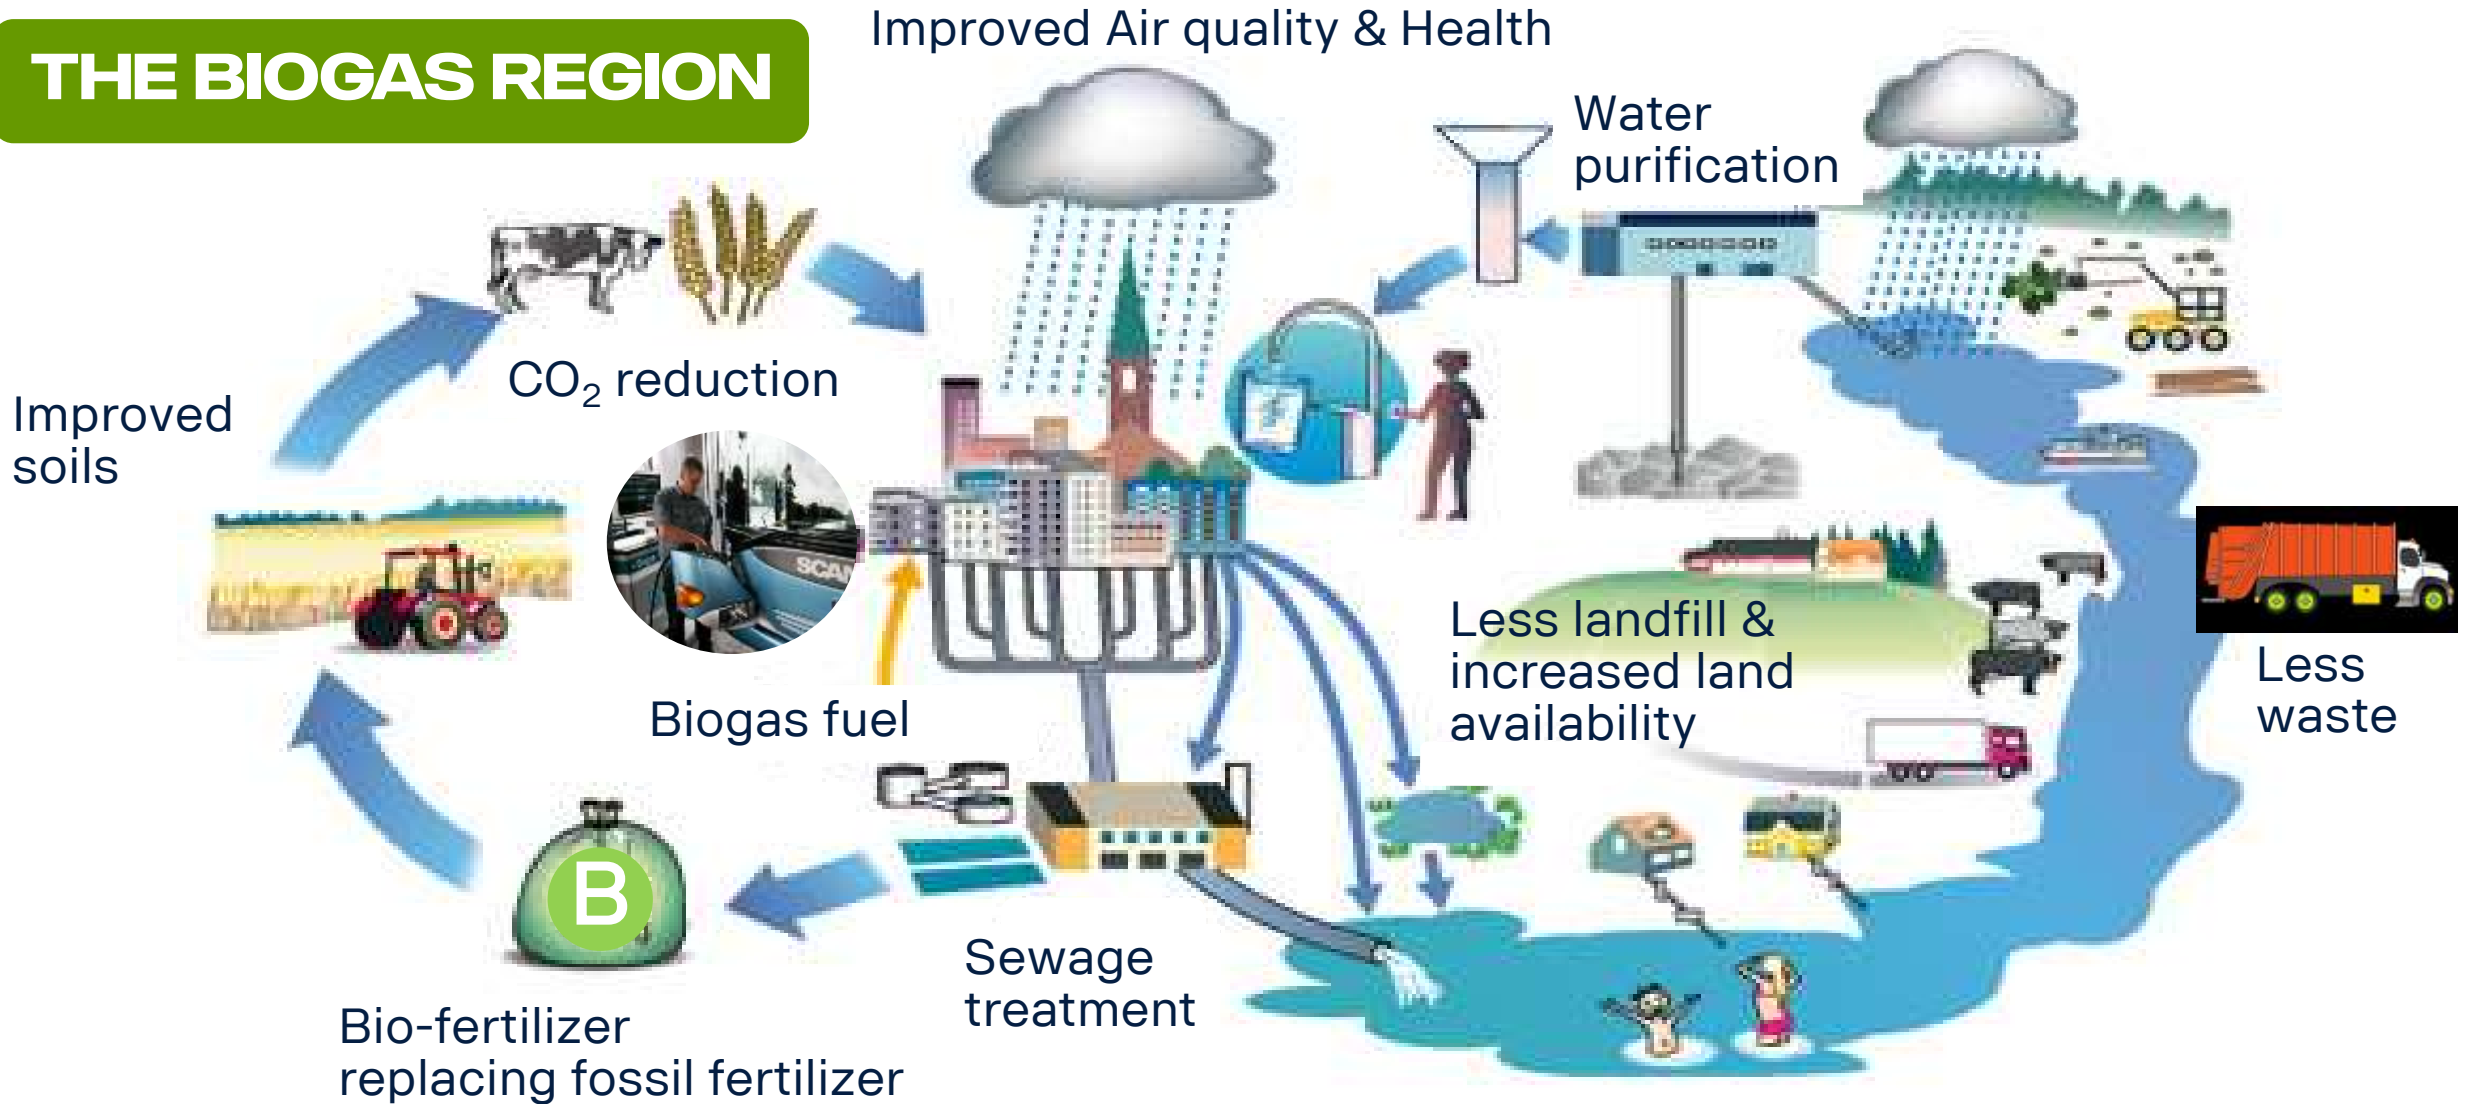 THE BIOGAS REGION
Improved Air quality & Health
Water
purification
CO₂ reduction
Improved
soils
SCAN
Less landfill &
increased land
availability
Less
waste
Biogas fuel
B
Sewage
treatment
Bio-fertilizer
replacing fossil fertilizer